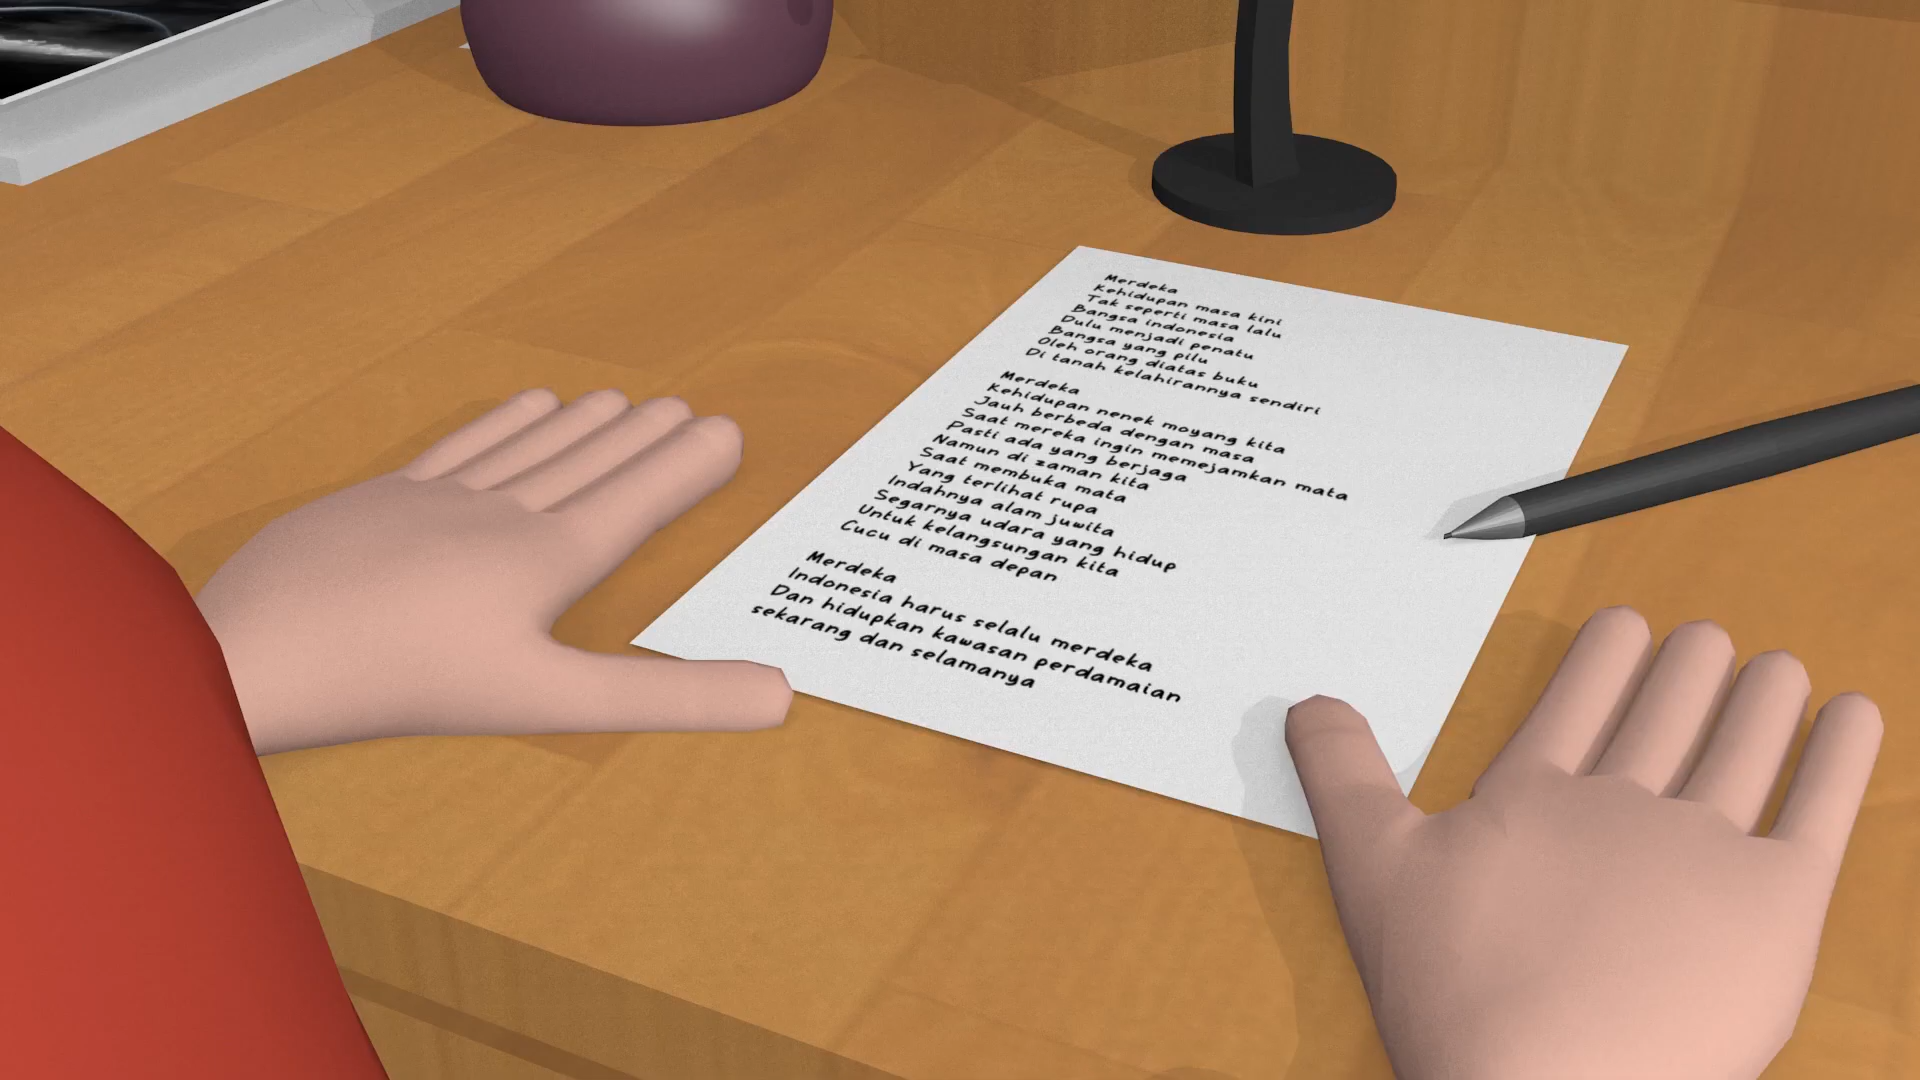 Merdeka
Kehidupan masa kini
Tak seperti masa lalu
Bangsa indonesia
Dulu menjadi penatu
Bangsa yang pilu
Oleh orang diatas buku
Di tanah kelahirannya sendiri
Merdeka
Kehidupan nenek moyang kita
Jauh berbeda dengan masa
Saat mereka ingin memejamkan mata
Pasti ada yang berjaga
Namun di zaman kita
Saat membuka mata
Yang terlihat rupa
Indahnya alam juwita
Segarnya udara yang hidup
Untuk kelangsungan kita
Cucu di masa depan
Merdeka
Indonesia harus selalu merdeka
Dan hidupkan kawasan perdamaian
sekarang dan selamanya